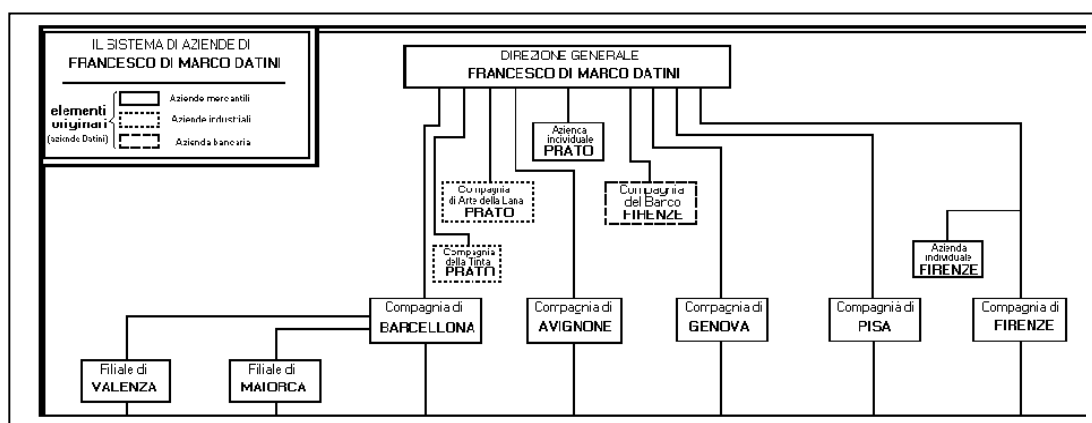 IL SISTEMA DI AZIENDE DI
FRANCESCO DI MARCO DATINI
elementi
originari
(aziende Datini)
Aziende mercantili
Aziende industriali
Azienda bancaria
DIREZIONE GENERALE
FRANCESCO DI MARCO DATINI
Azienda
individuale
PRATO
Compagnia
di Arte della Lana
PRATO
Compagnia
del Banco
FIRENZE
Compagnia
della Tinta
PRATO
Azienda
individuale
FIRENZE
Compagnia di
BARCELLONA
Compagnia di
AVIGNONE
Compagnia di
GENOVA
Compagnia di
PISA
Compagnia di
FIRENZE
Filiale di
VALENZA
Filiale di
MAIORCA